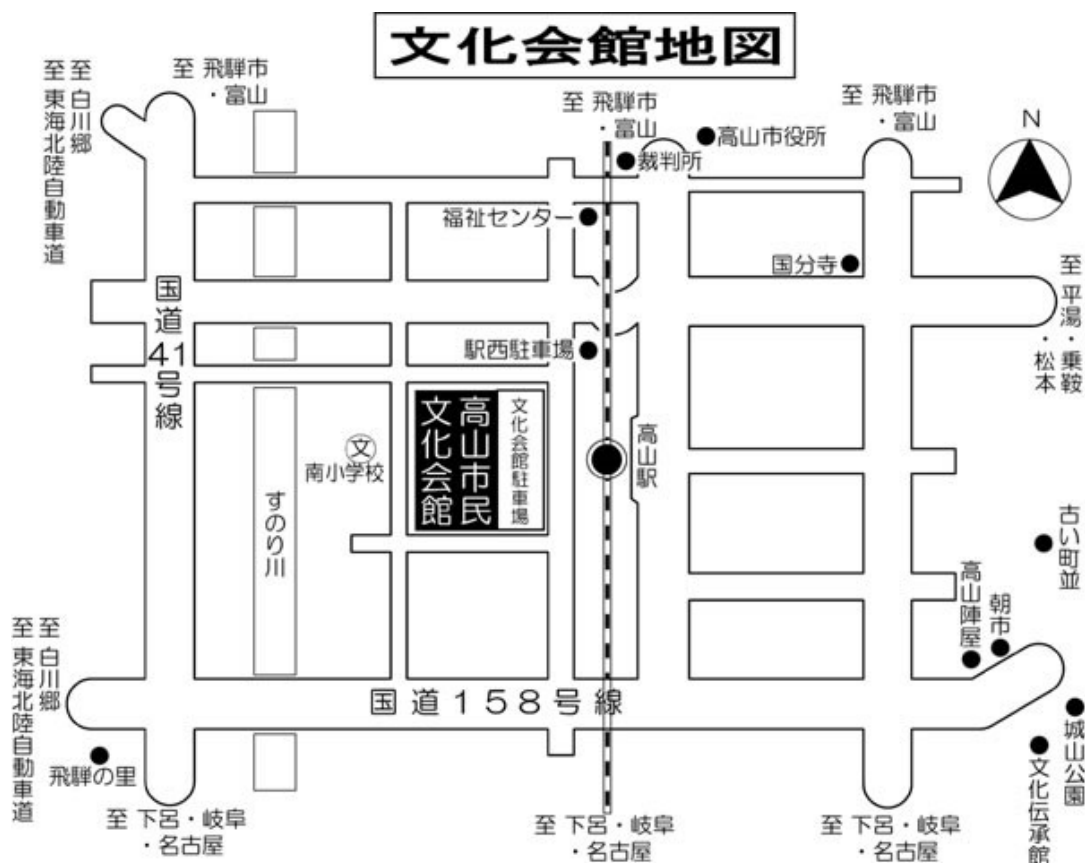 文化会館地図
至 白川郷
至 東海北陸自動車道
至 飛騨市
・富山
至 飛騨市
・富山
至 飛騨市
・富山
高山市役所
裁判所
N
福祉センター
国分寺
至 平湯・乗鞍
・松本
国道41号線
駅西駐車場
高山市民
文化会館
文化会館駐車場
高山駅
文
南小学校
すのり川
古い町並
朝市
高山陣屋
至 白川郷
至 東海北陸自動車道
国道158号線
飛騨の里
城山公園
文化伝承館
至 下呂・岐阜
・名古屋
至 下呂・岐阜
・名古屋
至 下呂・岐阜
・名古屋